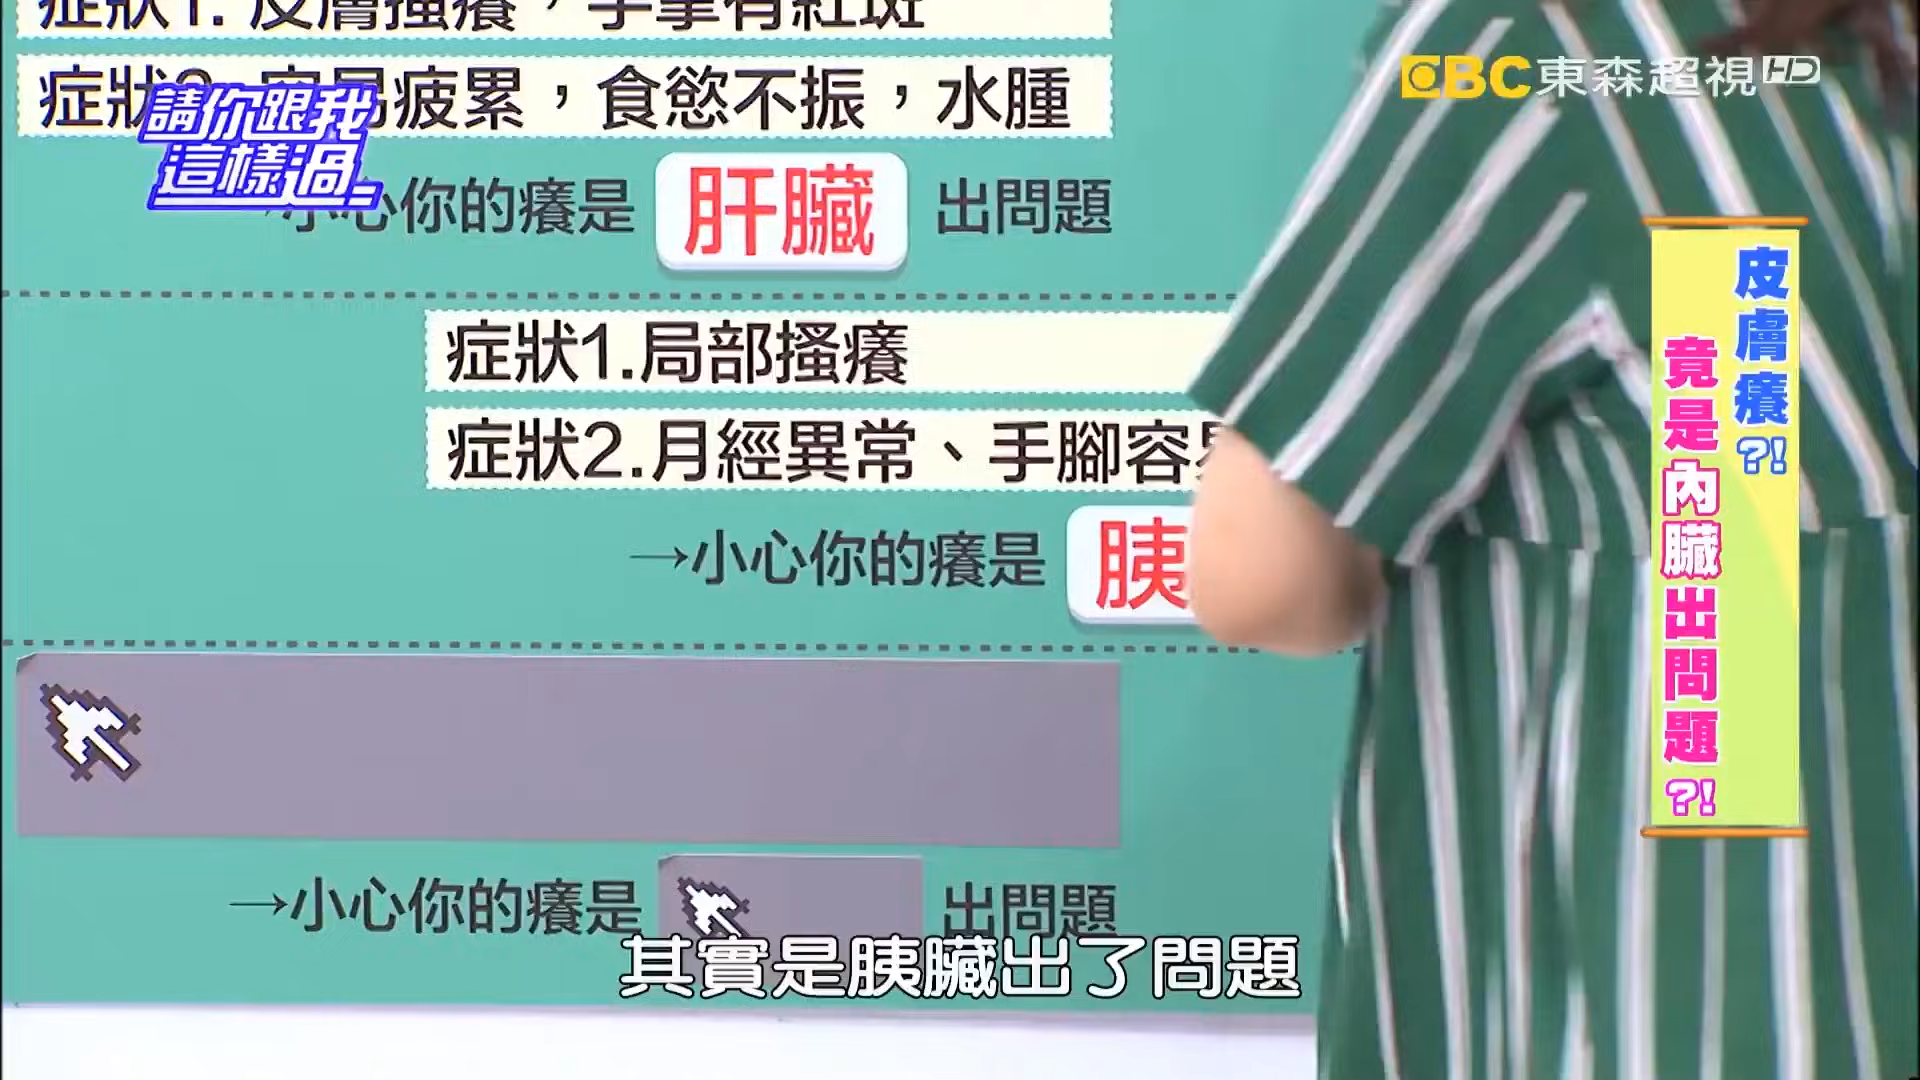 症狀1. 皮膚搔癢，手掌有紅斑
症狀2. 容易疲累，食慾不振，水腫
請你跟我
這樣過
小心你的癢是 肝臟 出問題
症狀1.局部搔癢
症狀2.月經異常、手腳容易
→小心你的癢是 胰
→小心你的癢是 出問題
其實是胰臟出了問題
EBC東森超視HD
皮膚癢?!
竟是內臟出問題?!